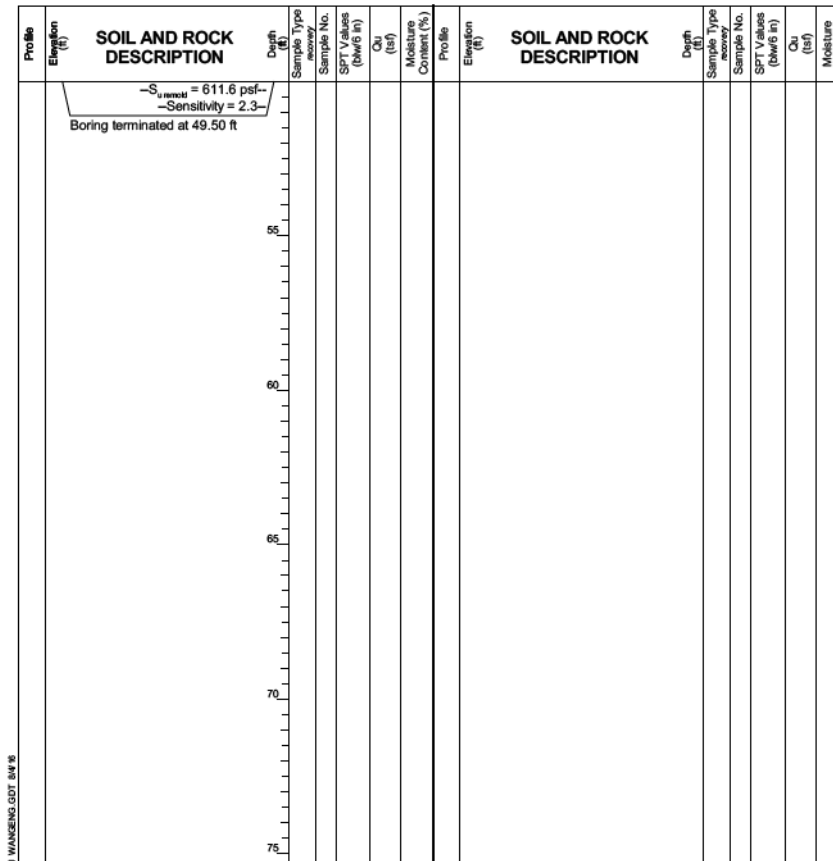 Profile
Elevation
(ft)
SOIL AND ROCK
DESCRIPTION
Depth
(ft)
Sample Type
recovery
Sample No.
SPT Values
(blw/6 in)
Qu
(tsf)
Moisture
Content (%)
Profile
Elevation
(ft)
SOIL AND ROCK
DESCRIPTION
Depth
(ft)
Sample Type
recovery
Sample No.
SPT Values
(blw/6 in)
Qu
(tsf)
Moisture
--Su remold = 611.6 psf--
--Sensitivity = 2.3--
Boring terminated at 49.50 ft
55
60
65
70
75
WANGENG.GDT 8/4/16